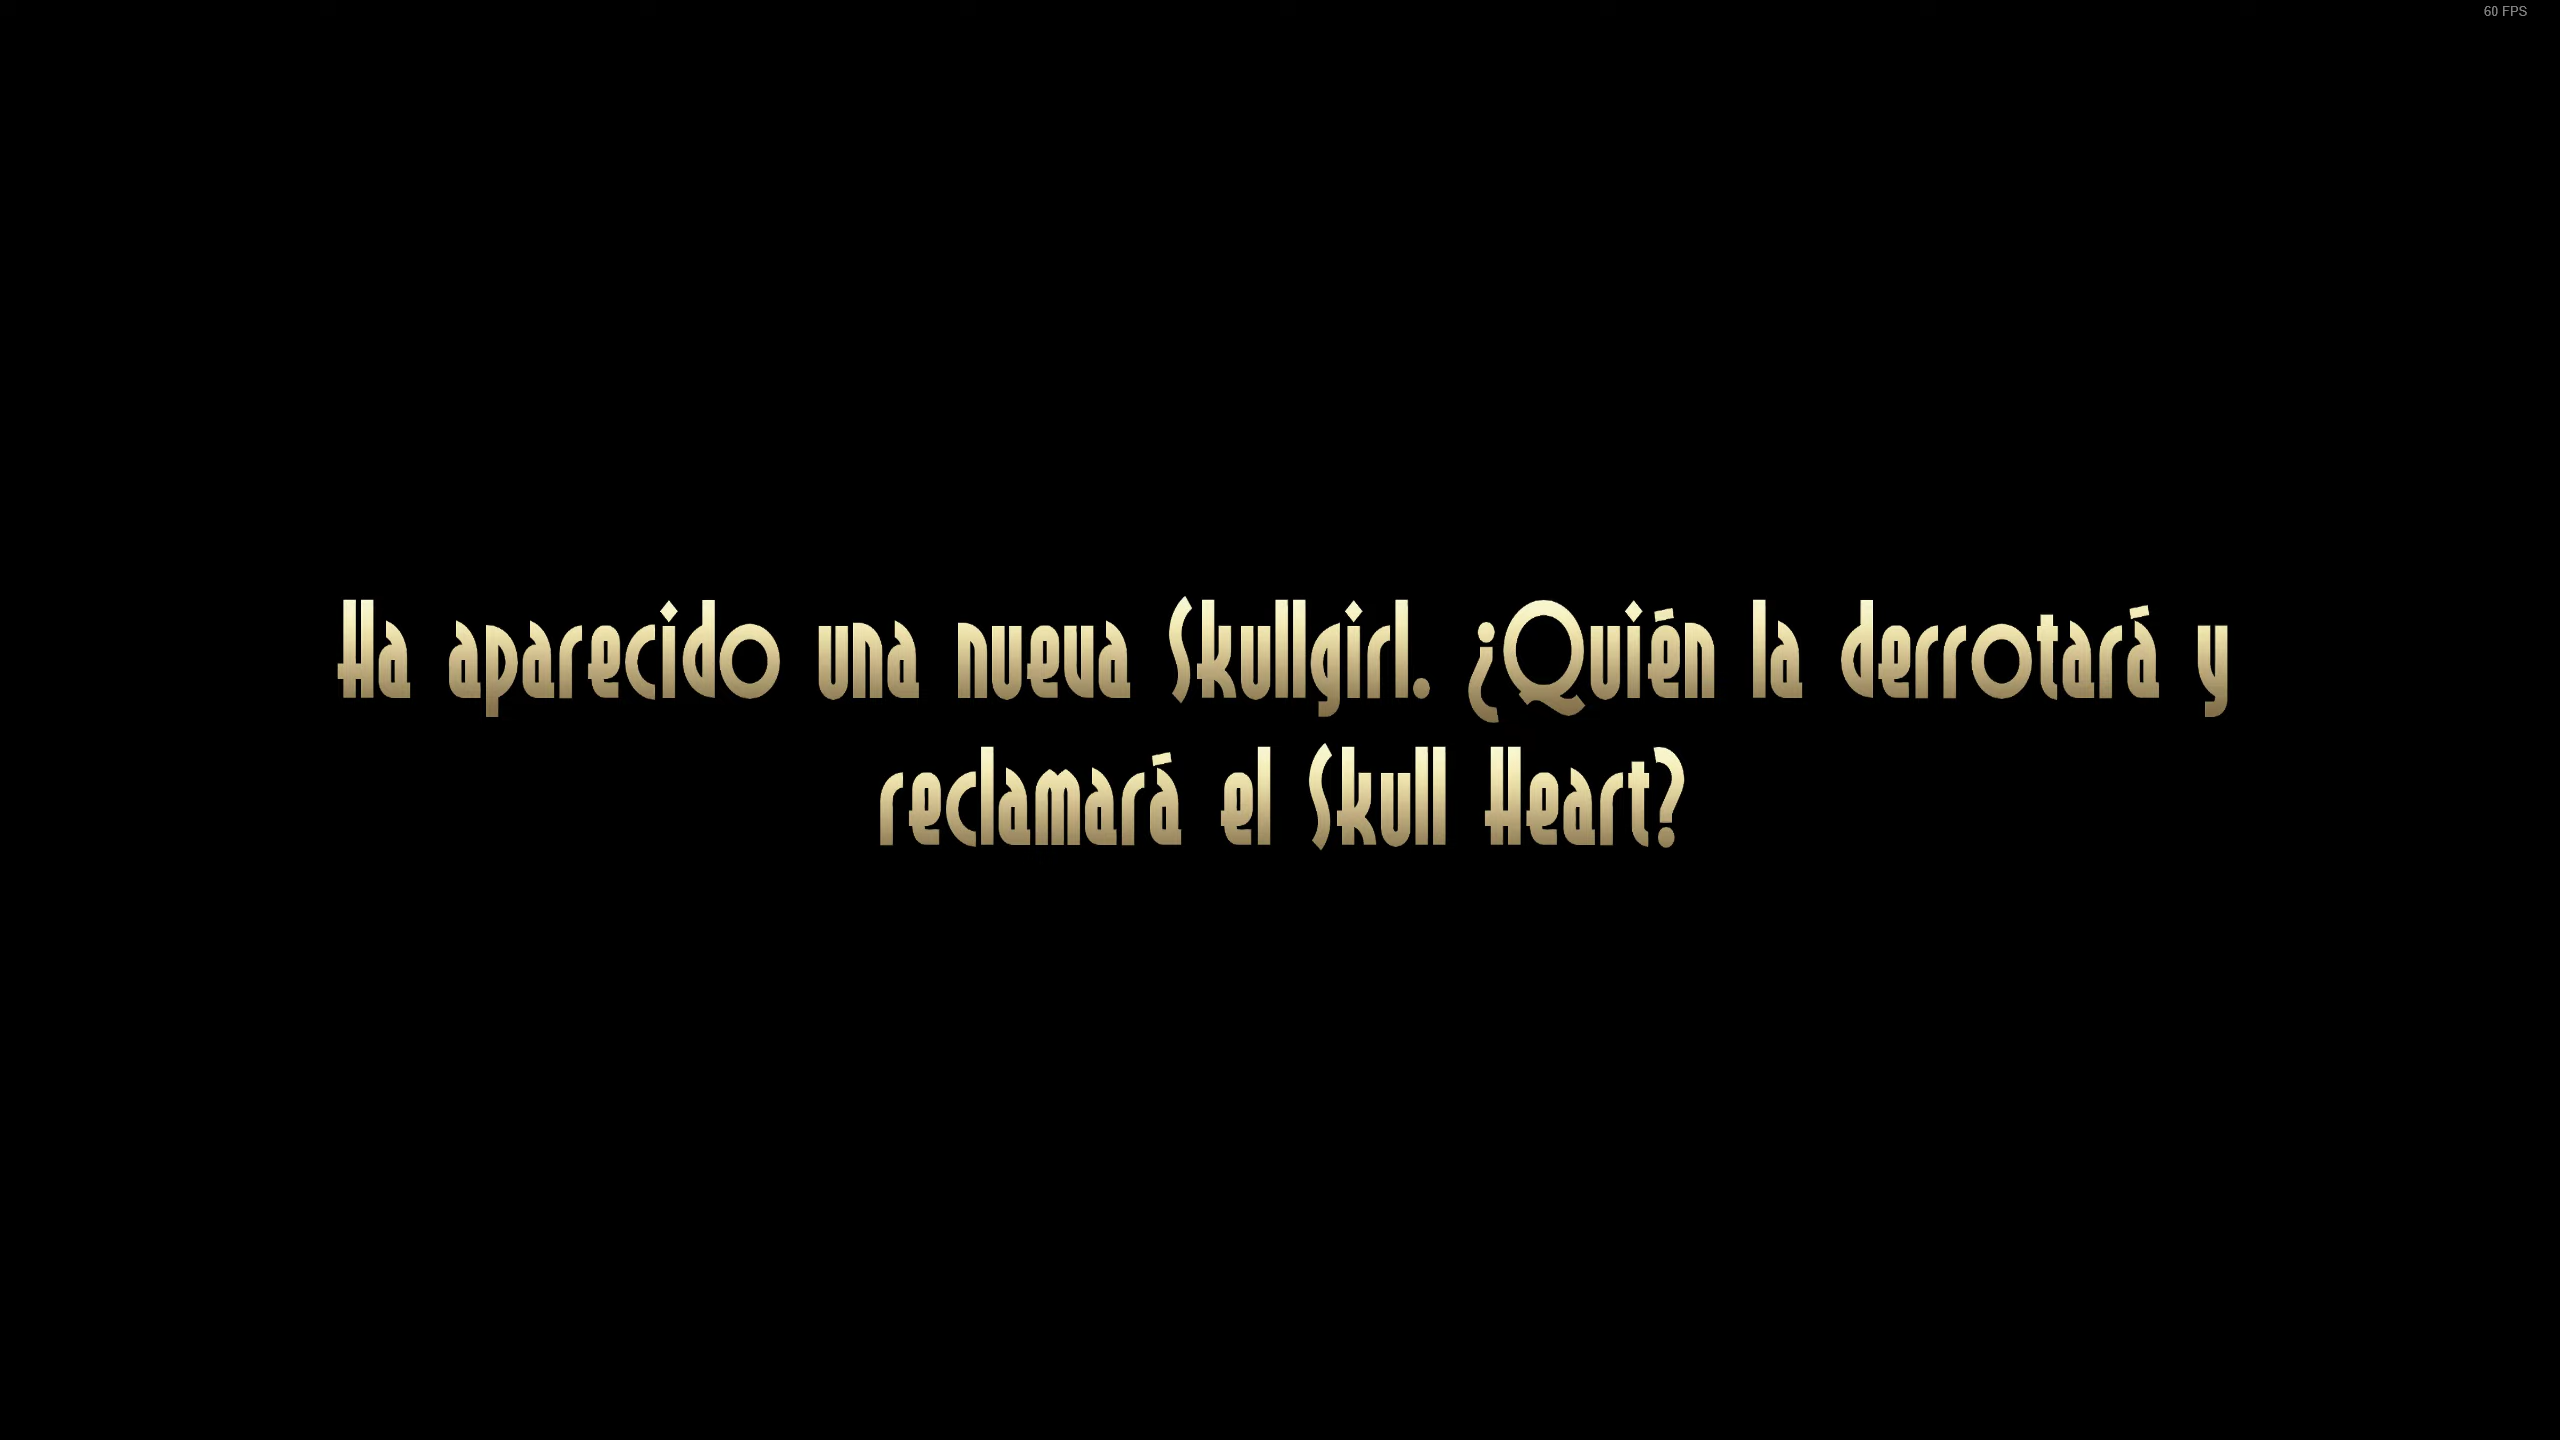 60 FPS
Ha aparecido una nueva Skullgirl. ¿Quién la derrotará y
reclamará el Skull Heart?